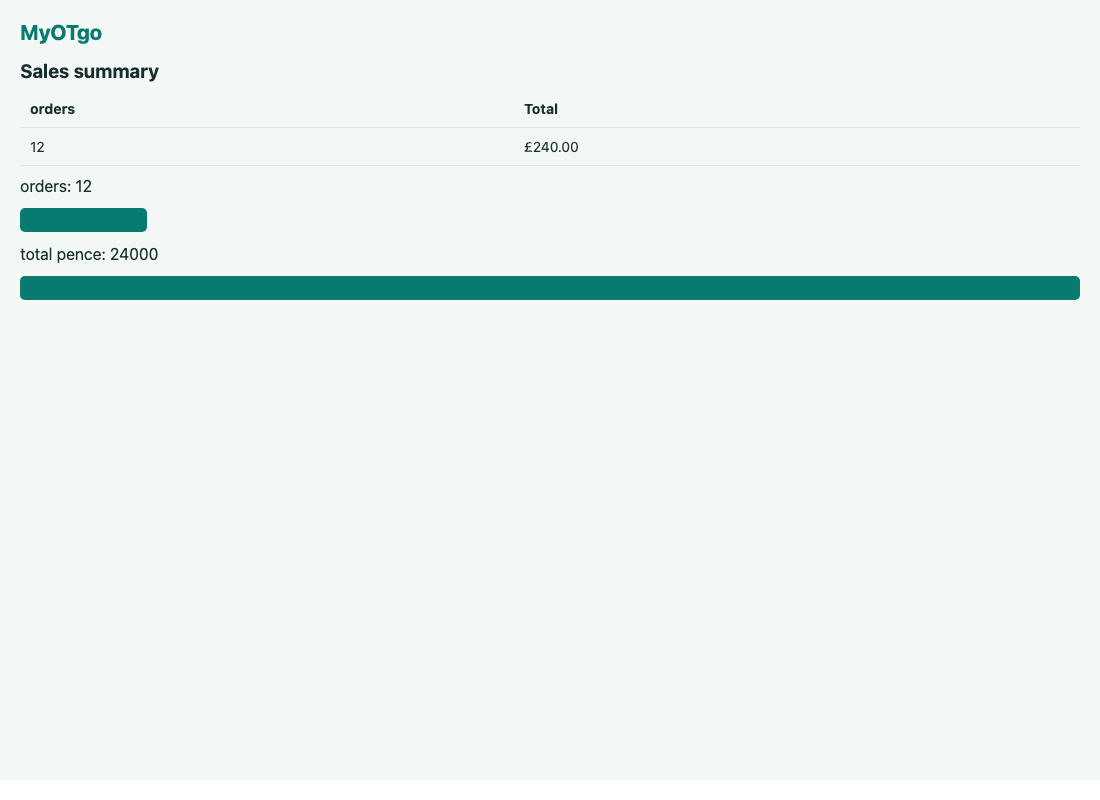 MyOTgo
Sales summary
orders Total
12 £240.00
orders: 12
total pence: 24000